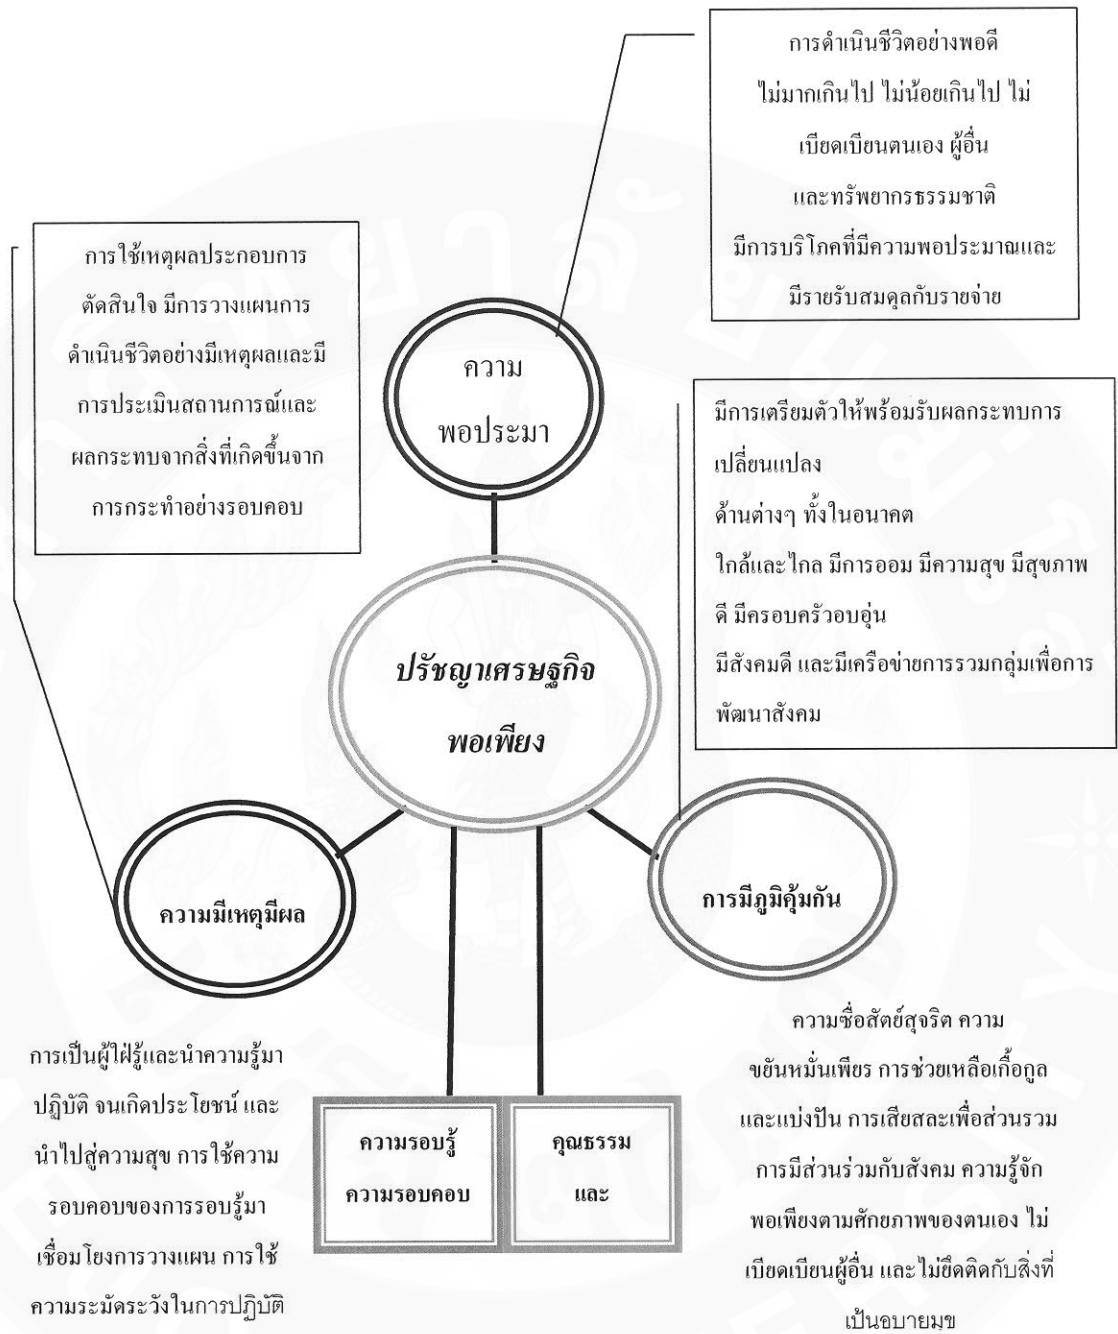 การดำเนินชีวิตอย่างพอดี
ไม่มากเกินไป ไม่น้อยเกินไป ไม่
เบียดเบียนตนเอง ผู้อื่น
และทรัพยากรธรรมชาติ
มีการบริโภคที่มีความพอประมาณและ
มีรายรับสมดุลกับรายจ่าย
การใช้เหตุผลประกอบการ
ตัดสินใจ มีการวางแผนการ
ดำเนินชีวิตอย่างมีเหตุผลและมี
การประเมินสถานการณ์และ
ผลกระทบจากสิ่งที่เกิดขึ้นจาก
การกระทำอย่างรอบคอบ
ความ
พอประมา
มีการเตรียมตัวให้พร้อมรับผลกระทบการ
เปลี่ยนแปลง
ด้านต่างๆ ทั้งในอนาคต
ใกล้และไกล มีการออม มีความสุข มีสุขภาพ
ดี มีครอบครัวอบอุ่น
มีสังคมดี และมีเครือข่ายการรวมกลุ่มเพื่อการ
พัฒนาสังคม
ปรัชญาเศรษฐกิจ
พอเพียง
ความมีเหตุมีผล
การมีภูมิคุ้มกัน
การเป็นผู้ใฝ่รู้และนำความรู้มา
ปฏิบัติ จนเกิดประโยชน์ และ
นำไปสู่ความสุข การใช้ความ
รอบคอบของการรอบรู้มา
เชื่อมโยงการวางแผน การใช้
ความระมัดระวังในการปฏิบัติ
ความรอบรู้
ความรอบคอบ
คุณธรรม
และ
ความซื่อสัตย์สุจริต ความ
ขยันหมั่นเพียร การช่วยเหลือเกื้อกูล
และแบ่งปัน การเสียสละเพื่อส่วนรวม
การมีส่วนร่วมกับสังคม ความรู้จัก
พอเพียงตามศักยภาพของตนเอง ไม่
เบียดเบียนผู้อื่น และไม่ยึดติดกับสิ่งที่
เป็นอบายมุข